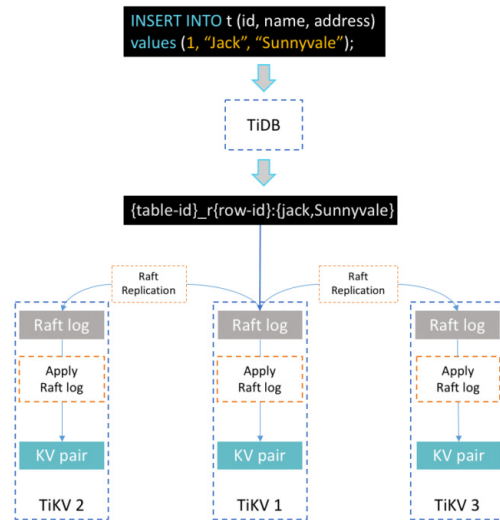 INSERT INTO t (id, name, address)
values (1, “Jack”, “Sunnyvale”);
TiDB
{table-id}_r{row-id}:{jack,Sunnyvale}
Raft
Replication
Raft
Replication
Raft log
Raft log
Raft log
Apply
Raft log
Apply
Raft log
Apply
Raft log
KV pair
KV pair
KV pair
TiKV 2
TiKV 1
TiKV 3